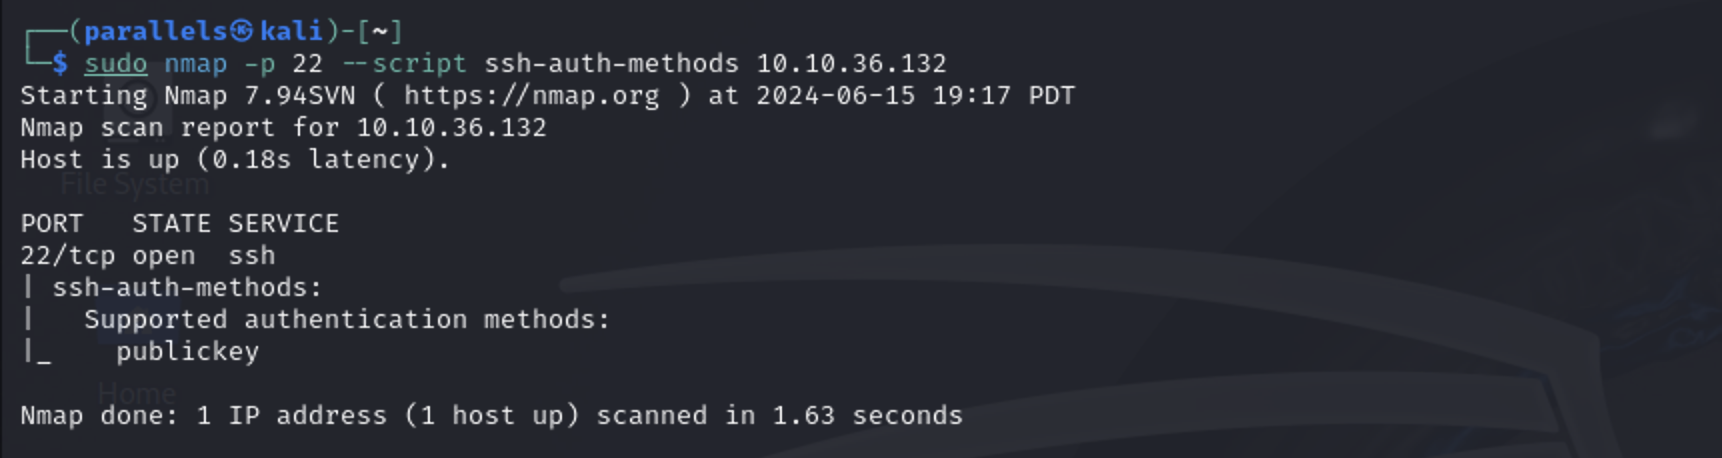 ┌──(parallels㉿kali)-[~]
└─$ sudo nmap -p 22 --script ssh-auth-methods 10.10.36.132
Starting Nmap 7.94SVN ( https://nmap.org ) at 2024-06-15 19:17 PDT
Nmap scan report for 10.10.36.132
Host is up (0.18s latency).
File System
PORT   STATE SERVICE
22/tcp open  ssh
| ssh-auth-methods:
|   Supported authentication methods:
|_    publickey
Home
Nmap done: 1 IP address (1 host up) scanned in 1.63 seconds